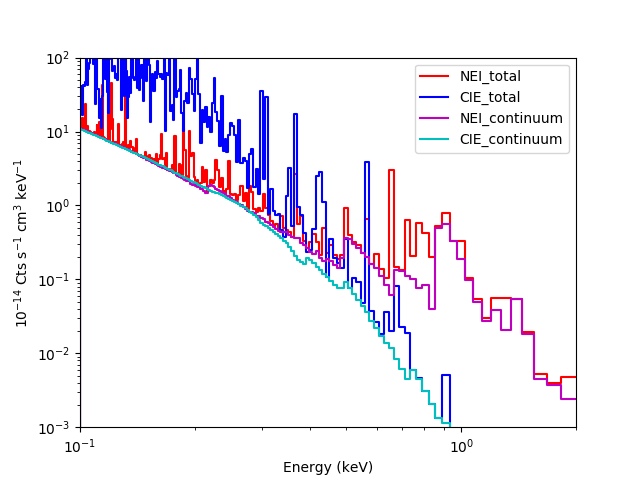 NEI_total
CIE_total
NEI_continuum
CIE_continuum
10²
10¹
10⁰
10⁻¹
10⁻²
10⁻³
10⁻¹⁴ Cts s⁻¹ cm³ keV⁻¹
10⁻¹
10⁰
Energy (keV)